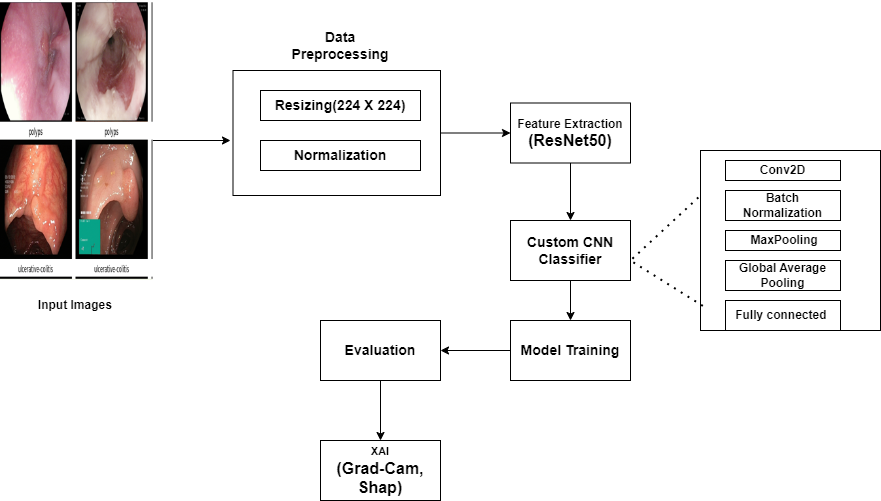 polyps
polyps
ulcerative-colitis
ulcerative-colitis
Input Images
Data
Preprocessing
Resizing(224 X 224)
Normalization
Feature Extraction
(ResNet50)
Custom CNN
Classifier
Conv2D
Batch
Normalization
MaxPooling
Global Average
Pooling
Fully connected
Model Training
Evaluation
XAI
(Grad-Cam,
Shap)